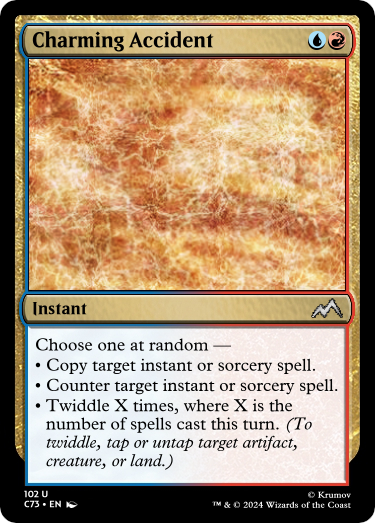 Charming Accident
Instant
Choose one at random —
• Copy target instant or sorcery spell.
• Counter target instant or sorcery spell.
• Twiddle X times, where X is the
number of spells cast this turn. (To
twiddle, tap or untap target artifact,
creature, or land.)
102 U © Krumov
C73 • EN ™ & © 2024 Wizards of the Coast